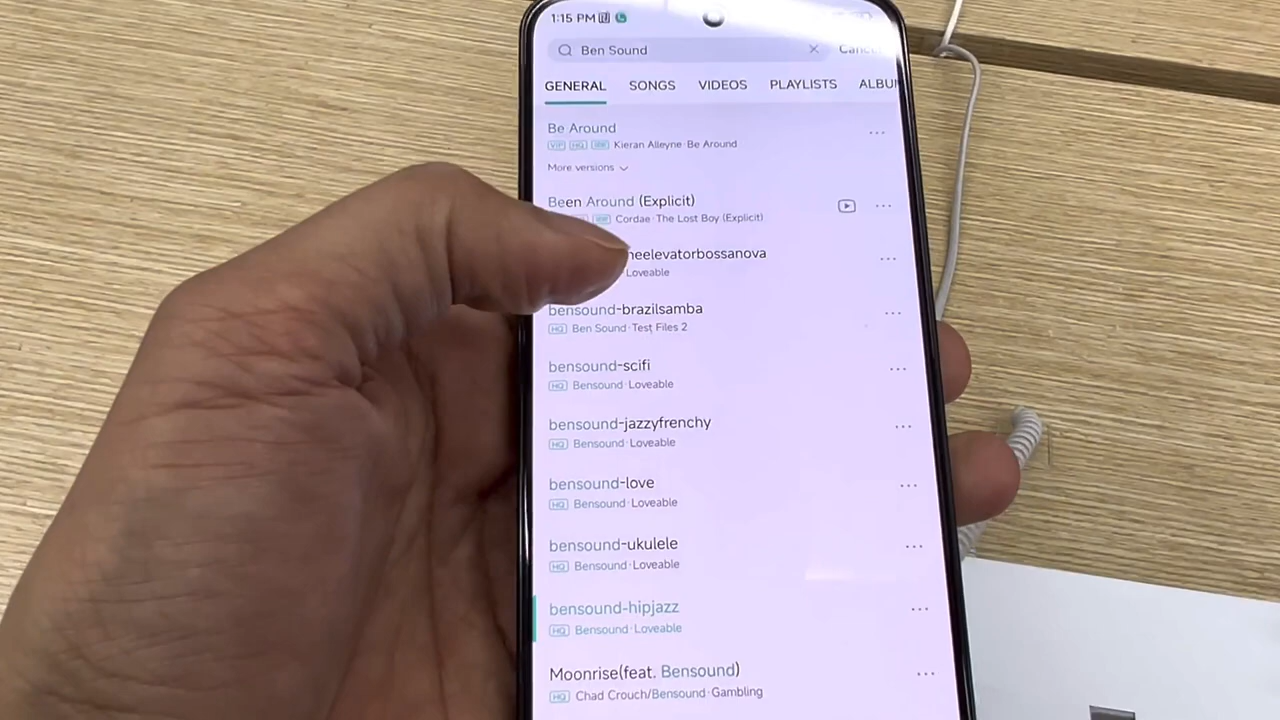 1:15 PM
Ben Sound
GENERAL SONGS VIDEOS PLAYLISTS
Be Around
VIP HQ Kieran Alleyne·Be Around
More versions
Been Around (Explicit)
Cordae·The Lost Boy (Explicit)
heelevatorbossanova
Loveable
bensound-brazilsamba
HQ Ben Sound·Test Files 2
bensound-scifi
HQ Bensound·Loveable
bensound-jazzyfrenchy
HQ Bensound·Loveable
bensound-love
HQ Bensound·Loveable
bensound-ukulele
HQ Bensound·Loveable
bensound-hipjazz
HQ Bensound·Loveable
Moonrise(feat. Bensound)
HQ Chad Crouch/Bensound·Gambling